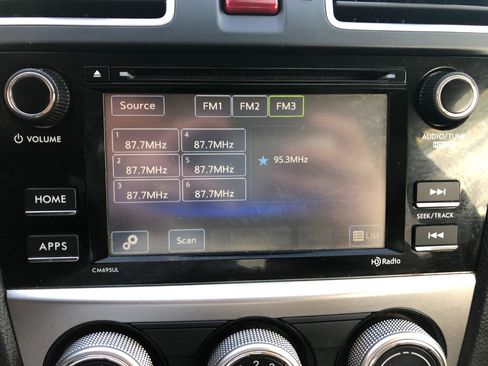 Source FM1 FM2 FM3
1 87.7MHz 4 87.7MHz
2 87.7MHz 5 87.7MHz
3 87.7MHz 6 87.7MHz
95.3MHz
Scan List
VOLUME
HOME
APPS
CM695UL
AUDIO/TUNE
SEEK/TRACK
HD Radio